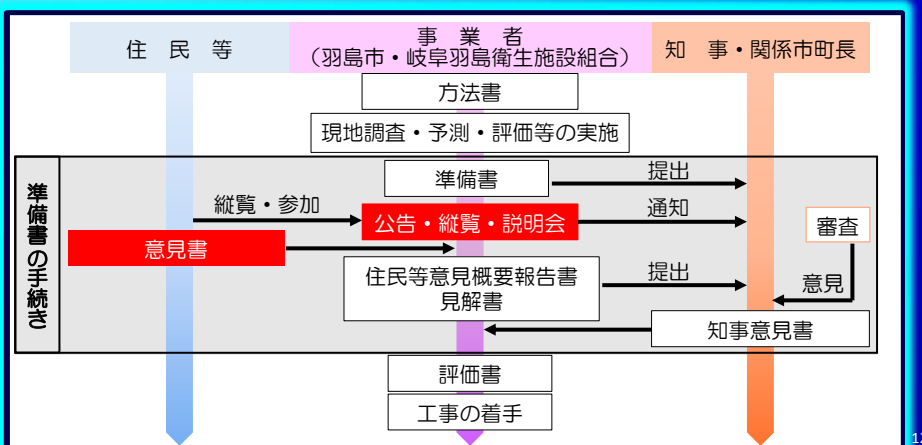 住 民 等
事 業 者
（羽島市・岐阜羽島衛生施設組合）
知 事・関係市町長
方法書
現地調査・予測・評価等の実施
準備書の手続き
準備書
提出
縦覧・参加
公告・縦覧・説明会
通知
審査
意見書
住民等意見概要報告書
見解書
提出
意見
知事意見書
評価書
工事の着手